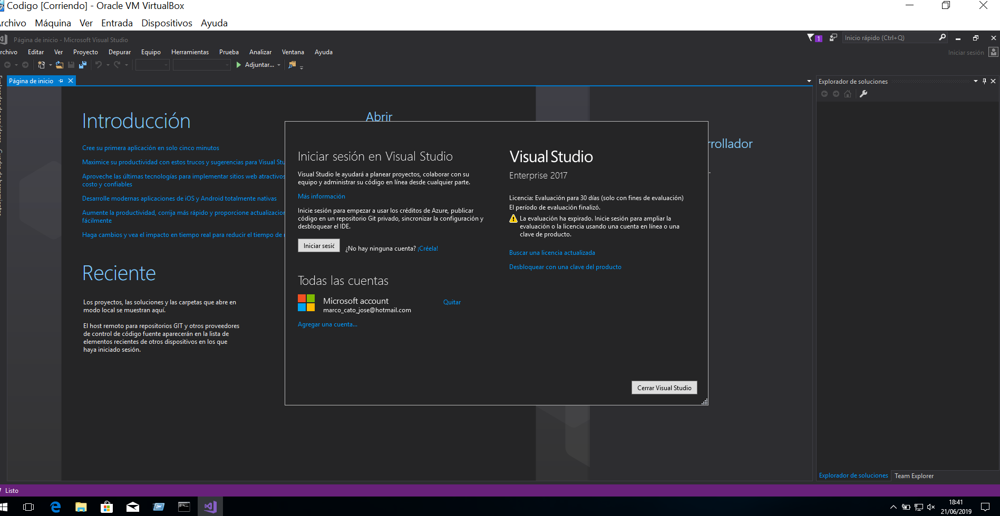 Codigo [Corriendo] - Oracle VM VirtualBox
rchivo Máquina Ver Entrada Dispositivos Ayuda
Página de inicio - Microsoft Visual Studio
1
Inicio rápido (Ctrl+Q)
rchivo Editar Ver Proyecto Depurar Equipo Herramientas Prueba Analizar Ventana Ayuda
Iniciar sesión
Adjuntar...
Página de inicio
Explorador de soluciones
Introducción
Cree su primera aplicación en solo cinco minutos
Maximice su productividad con estos trucos y sugerencias para Visual Stu
Aproveche las últimas tecnologías para implementar sitios web atractivos
costo y confiables
Desarrolle modernas aplicaciones de iOS y Android totalmente nativas
Aumente la productividad, corrija más rápido y proporcione actualizacion
fácilmente
Haga cambios y vea el impacto en tiempo real para reducir el tiempo de
Reciente
Los proyectos, las soluciones y las carpetas que abre en
modo local se muestran aquí.
El host remoto para repositorios GIT y otros proveedores
de control de código fuente aparecerán en la lista de
elementos recientes de otros dispositivos en los que
haya iniciado sesión.
Abrir
rrollador
Iniciar sesión en Visual Studio
Visual Studio le ayudará a planear proyectos, colaborar con su
equipo y administrar su código en línea desde cualquier parte.
Más información
Inicie sesión para empezar a usar los créditos de Azure, publicar
código en un repositorio Git privado, sincronizar la configuración y
desbloquear el IDE.
Iniciar sesió
¿No hay ninguna cuenta? ¡Créela!
Todas las cuentas
Microsoft account
marco_cato_jose@hotmail.com
Quitar
Agregar una cuenta...
Visual Studio
Enterprise 2017
Licencia: Evaluación para 30 días (solo con fines de evaluación)
El período de evaluación finalizó.
La evaluación ha expirado. Inicie sesión para ampliar la
evaluación o la licencia usando una cuenta en línea o una
clave de producto.
Buscar una licencia actualizada
Desbloquear con una clave del producto
Cerrar Visual Studio
Explorador de soluciones Team Explorer
Listo
18:41
21/06/2019